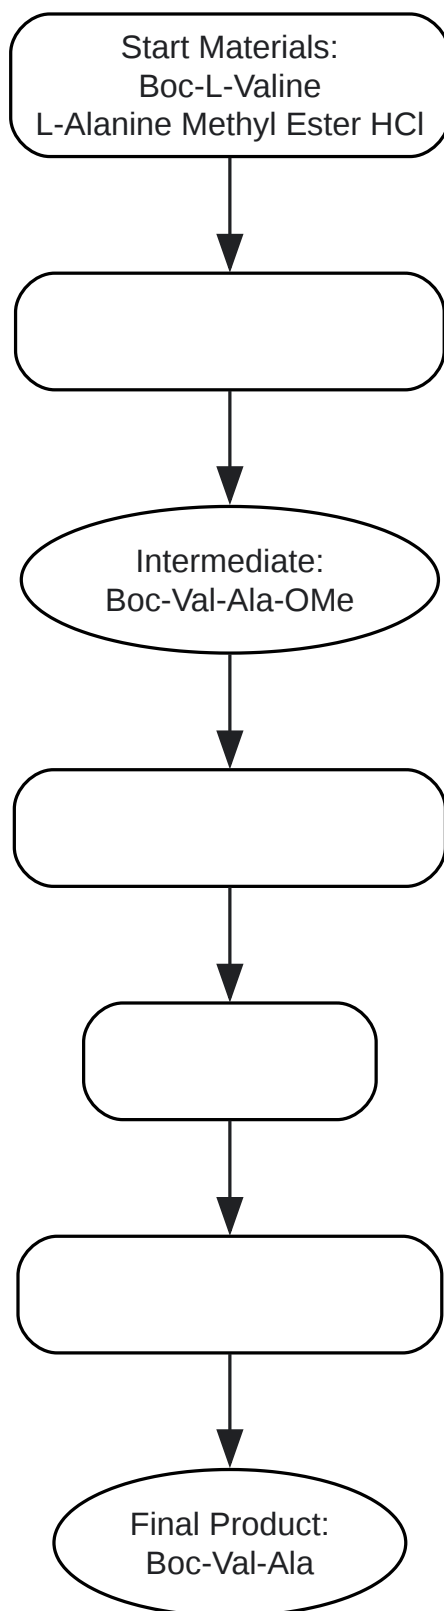 Start Materials:
Boc-L-Valine
L-Alanine Methyl Ester HCl
Intermediate:
Boc-Val-Ala-OMe
Final Product:
Boc-Val-Ala